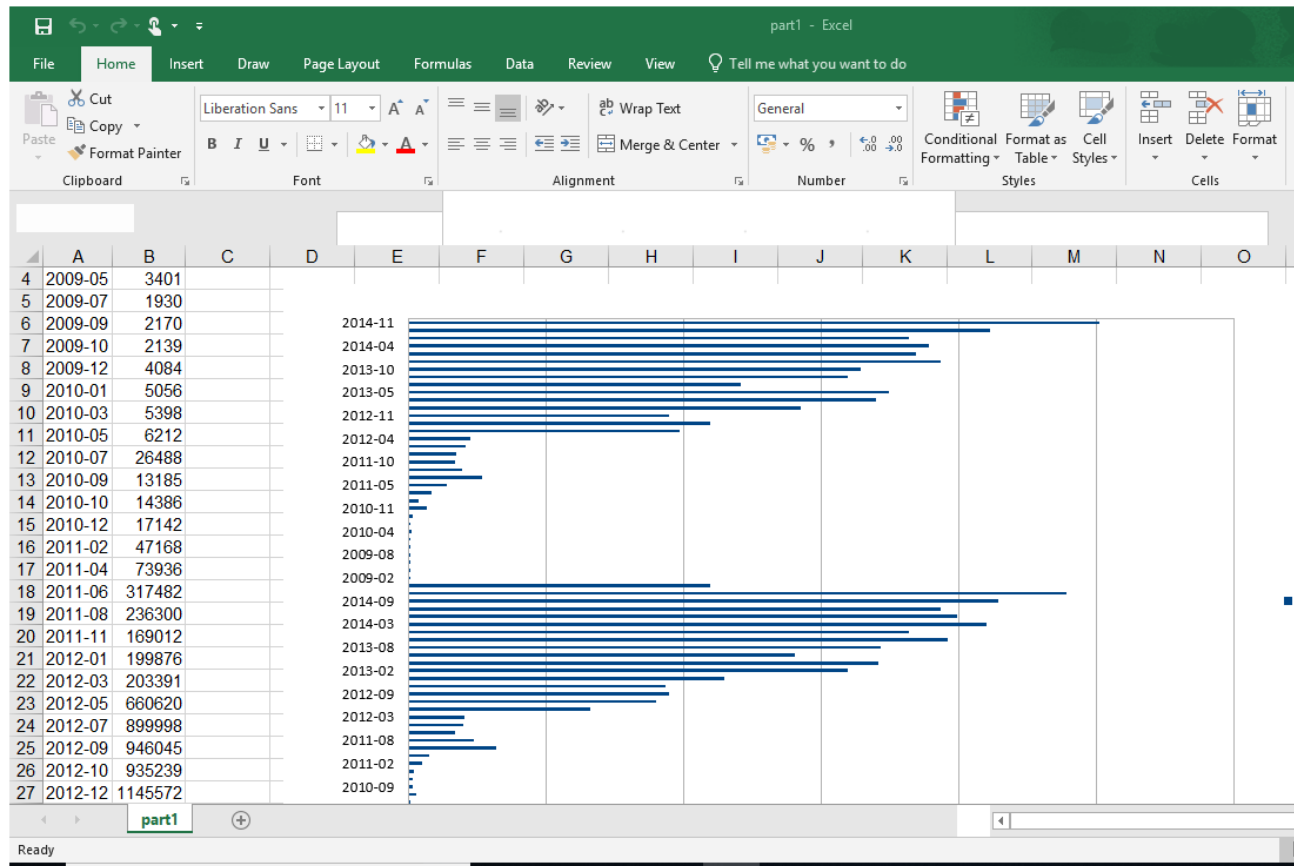 part1 - Excel
File Home Insert Draw Page Layout Formulas Data Review View Tell me what you want to do
Cut
Copy
Paste
Format Painter
Clipboard
Liberation Sans 11 A A
B I U A
Font
ab Wrap Text
Merge & Center
Alignment
General
% , .0 .00 .00 .0
Number
Conditional Formatting
Format as Table
Cell Styles
Styles
Insert Delete Format
Cells
A B C D E F G H I J K L M N O
4 2009-05 3401
5 2009-07 1930
6 2009-09 2170
7 2009-10 2139
8 2009-12 4084
9 2010-01 5056
10 2010-03 5398
11 2010-05 6212
12 2010-07 26488
13 2010-09 13185
14 2010-10 14386
15 2010-12 17142
16 2011-02 47168
17 2011-04 73936
18 2011-06 317482
19 2011-08 236300
20 2011-11 169012
21 2012-01 199876
22 2012-03 203391
23 2012-05 660620
24 2012-07 899998
25 2012-09 946045
26 2012-10 935239
27 2012-12 1145572
2014-11
2014-04
2013-10
2013-05
2012-11
2012-04
2011-10
2011-05
2010-11
2010-04
2009-08
2009-02
2014-09
2014-03
2013-08
2013-02
2012-09
2012-03
2011-08
2011-02
2010-09
part1
Ready